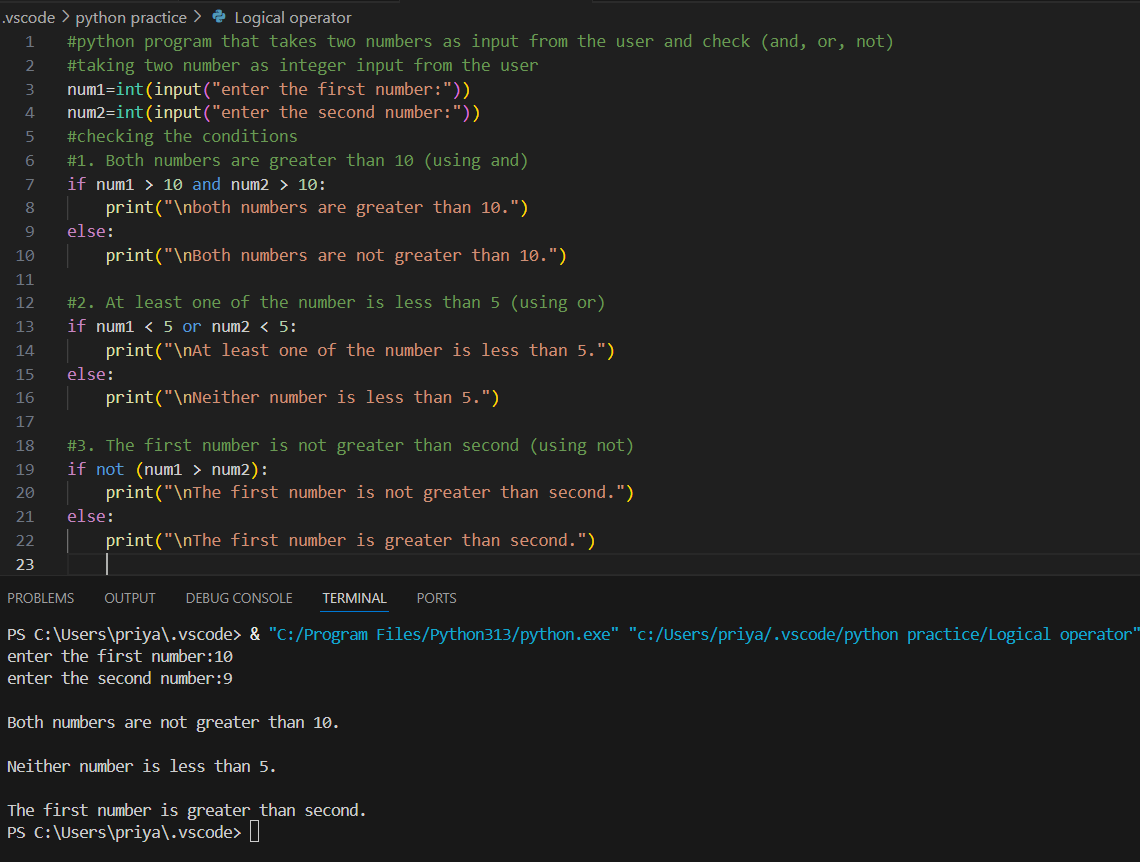 .vscode > python practice > Logical operator
1 #python program that takes two numbers as input from the user and check (and, or, not)
2 #taking two number as integer input from the user
3 num1=int(input("enter the first number:"))
4 num2=int(input("enter the second number:"))
5 #checking the conditions
6 #1. Both numbers are greater than 10 (using and)
7 if num1 > 10 and num2 > 10:
8     print("\nboth numbers are greater than 10.")
9 else:
10     print("\nBoth numbers are not greater than 10.")
11
12 #2. At least one of the number is less than 5 (using or)
13 if num1 < 5 or num2 < 5:
14     print("\nAt least one of the number is less than 5.")
15 else:
16     print("\nNeither number is less than 5.")
17
18 #3. The first number is not greater than second (using not)
19 if not (num1 > num2):
20     print("\nThe first number is not greater than second.")
21 else:
22     print("\nThe first number is greater than second.")
23
PROBLEMS OUTPUT DEBUG CONSOLE TERMINAL PORTS
PS C:\Users\priya\.vscode> & "C:/Program Files/Python313/python.exe" "c:/Users/priya/.vscode/python practice/Logical operator"
enter the first number:10
enter the second number:9
Both numbers are not greater than 10.
Neither number is less than 5.
The first number is greater than second.
PS C:\Users\priya\.vscode>